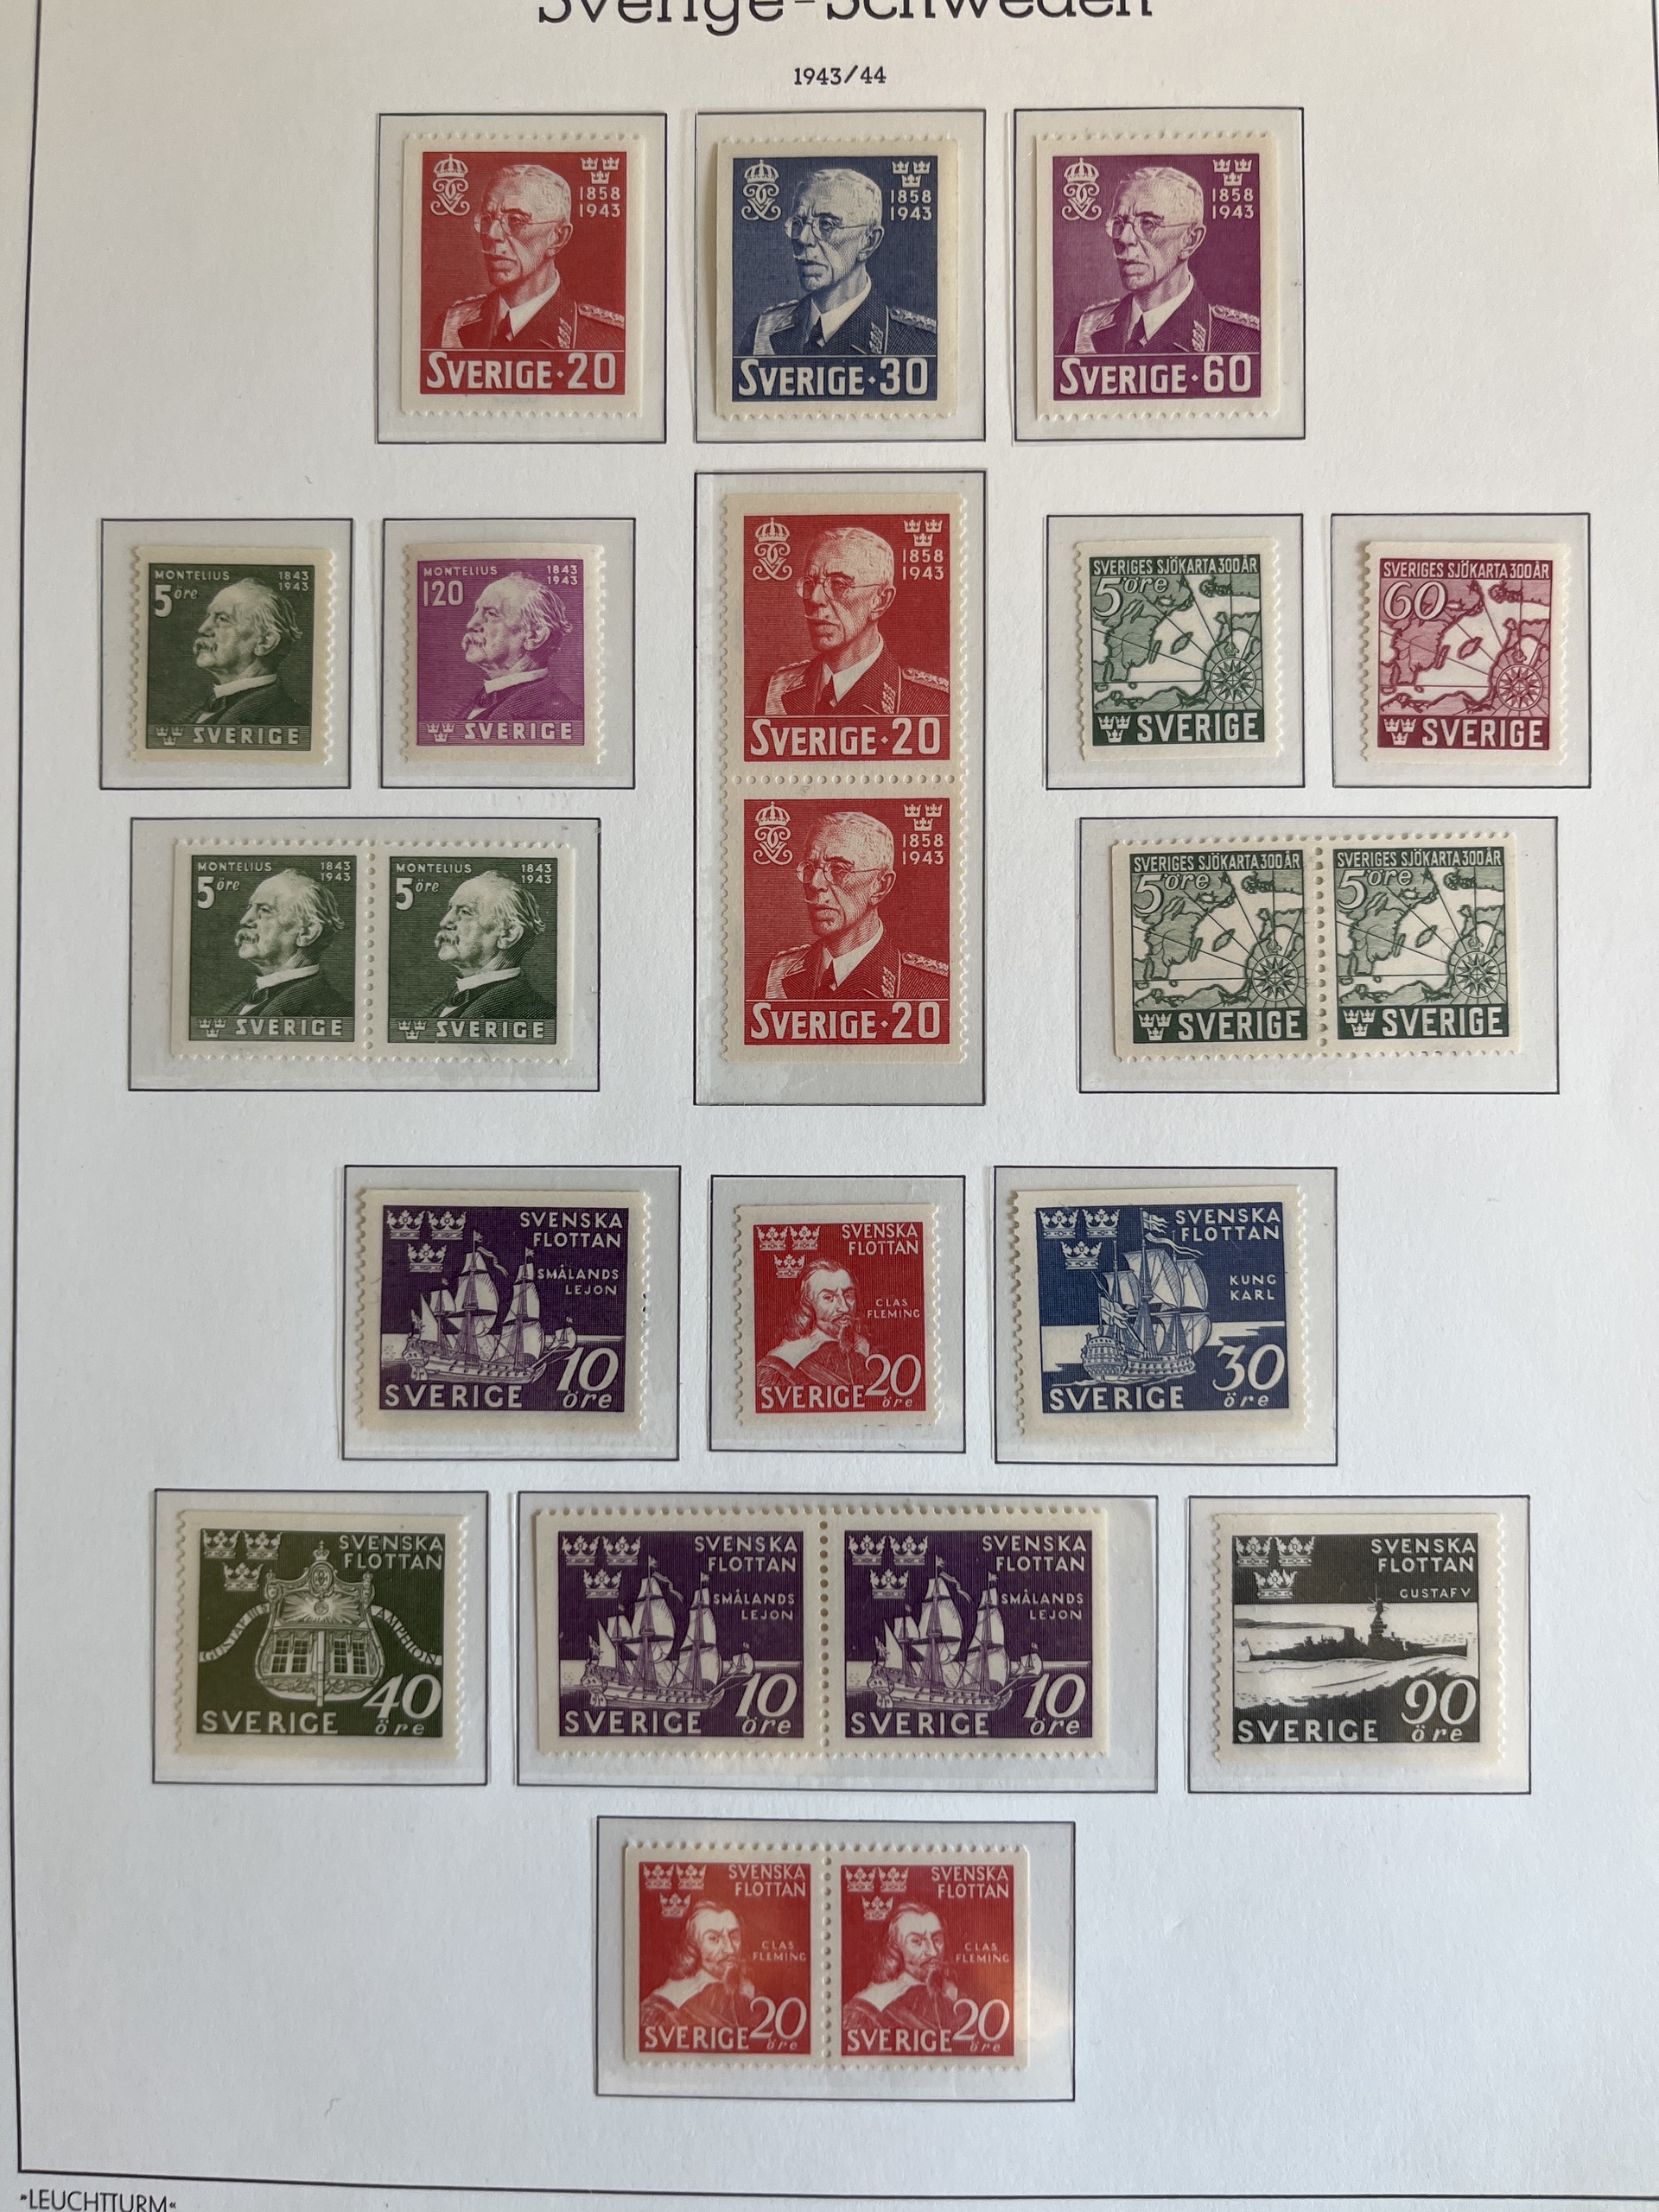 Sverige-Schweden
1943/44
1858
1943
SVERIGE·20
1858
1943
SVERIGE·30
1858
1943
SVERIGE·60
MONTELIUS 1843
1943
5 öre
SVERIGE
MONTELIUS 1843
1943
120
SVERIGE
1858
1943
SVERIGE·20
1858
1943
SVERIGE·20
SVERIGES SJÖKARTA 300 ÅR
5 öre
SVERIGE
SVERIGES SJÖKARTA 300 ÅR
60
SVERIGE
MONTELIUS 1843
1943
5 öre
SVERIGE
MONTELIUS 1843
1943
5 öre
SVERIGE
SVERIGES SJÖKARTA 300 ÅR
5 öre
SVERIGE
SVERIGES SJÖKARTA 300 ÅR
5 öre
SVERIGE
SVENSKA
FLOTTAN
SMÅLANDS
LEJON
10
SVERIGE öre
SVENSKA
FLOTTAN
CLAS
FLEMING
SVERIGE 20
öre
SVENSKA
FLOTTAN
KUNG
KARL
30
SVERIGE öre
SVENSKA
FLOTTAN
GUSTAF III:S AMPHION
40
SVERIGE öre
SVENSKA
FLOTTAN
SMÅLANDS
LEJON
10
SVERIGE öre
SVENSKA
FLOTTAN
SMÅLANDS
LEJON
10
SVERIGE öre
SVENSKA
FLOTTAN
GUSTAF V
90
SVERIGE öre
SVENSKA
FLOTTAN
CLAS
FLEMING
SVERIGE 20
öre
SVENSKA
FLOTTAN
CLAS
FLEMING
SVERIGE 20
öre
»LEUCHTTURM«